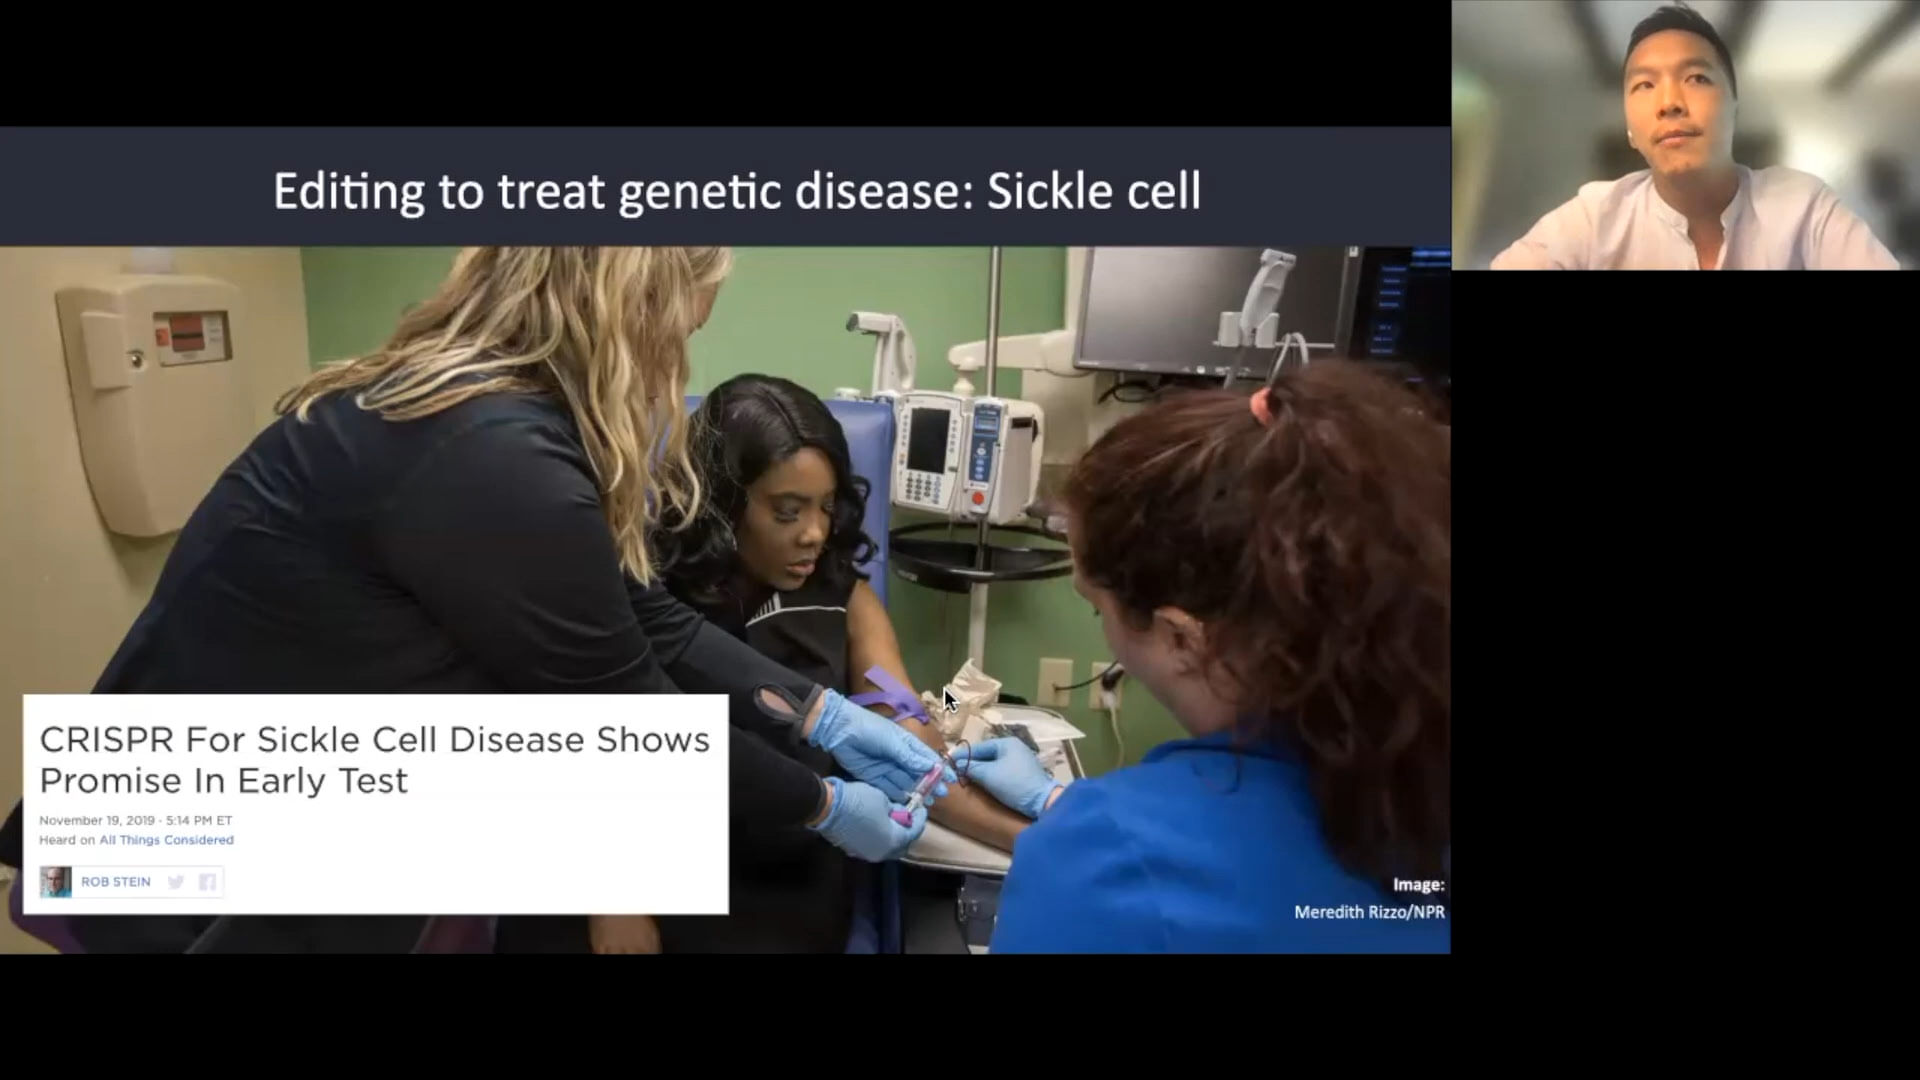 Editing to treat genetic disease: Sickle cell
CRISPR For Sickle Cell Disease Shows
Promise In Early Test
November 19, 2019 · 5:14 PM ET
Heard on All Things Considered
ROB STEIN
Image:
Meredith Rizzo/NPR